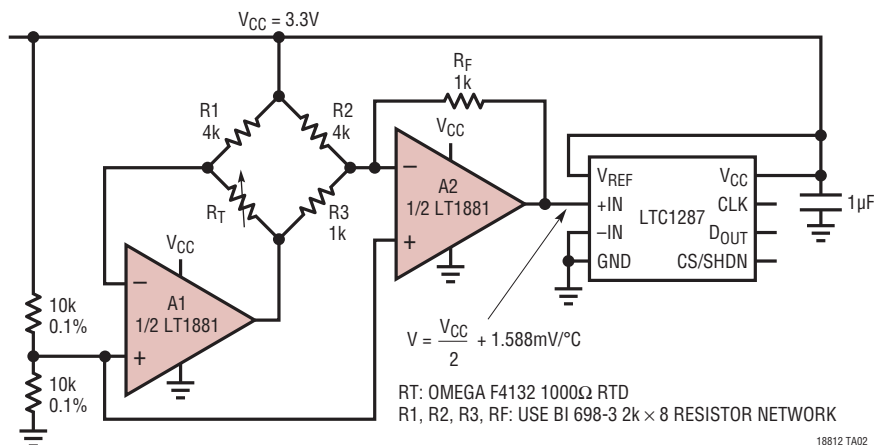 VCC = 3.3V
R1
4k
R2
4k
RF
1k
RT
R3
1k
VCC
A2
1/2 LT1881
−
+
VREF
VCC
+IN
CLK
LTC1287
−IN
DOUT
GND
CS/SHDN
1µF
VCC
A1
1/2 LT1881
−
+
10k
0.1%
10k
0.1%
V = VCC/2 + 1.588mV/°C
RT: OMEGA F4132 1000Ω RTD
R1, R2, R3, RF: USE BI 698-3 2k × 8 RESISTOR NETWORK
18812 TA02